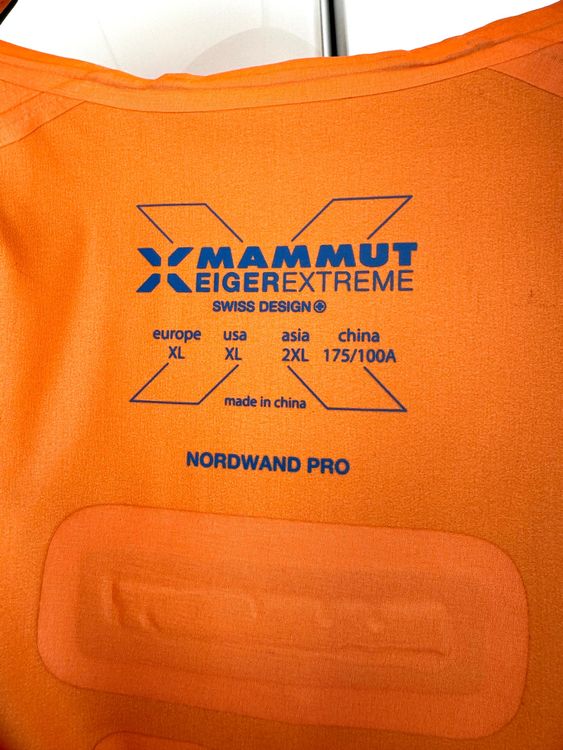 MAMMUT
EIGEREXTREME
SWISS DESIGN
europe usa asia china
XL XL 2XL 175/100A
made in china
NORDWAND PRO